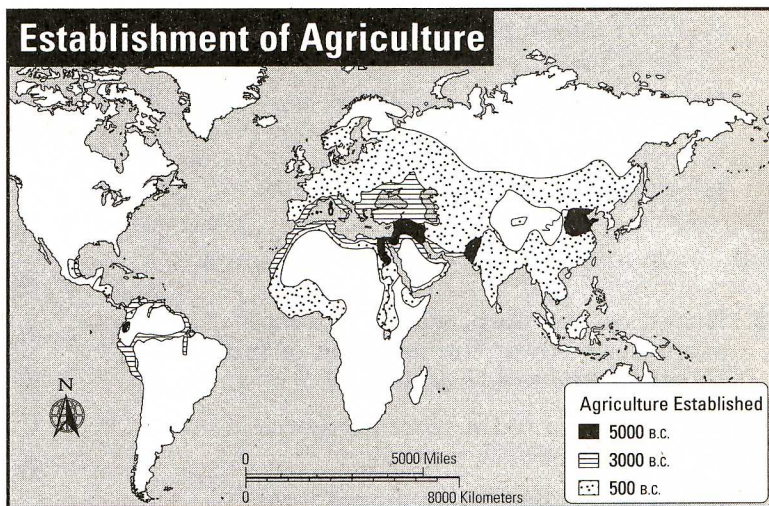 Establishment of Agriculture
N
0 5000 Miles
0 8000 Kilometers
Agriculture Established
5000 B.C.
3000 B.C.
500 B.C.